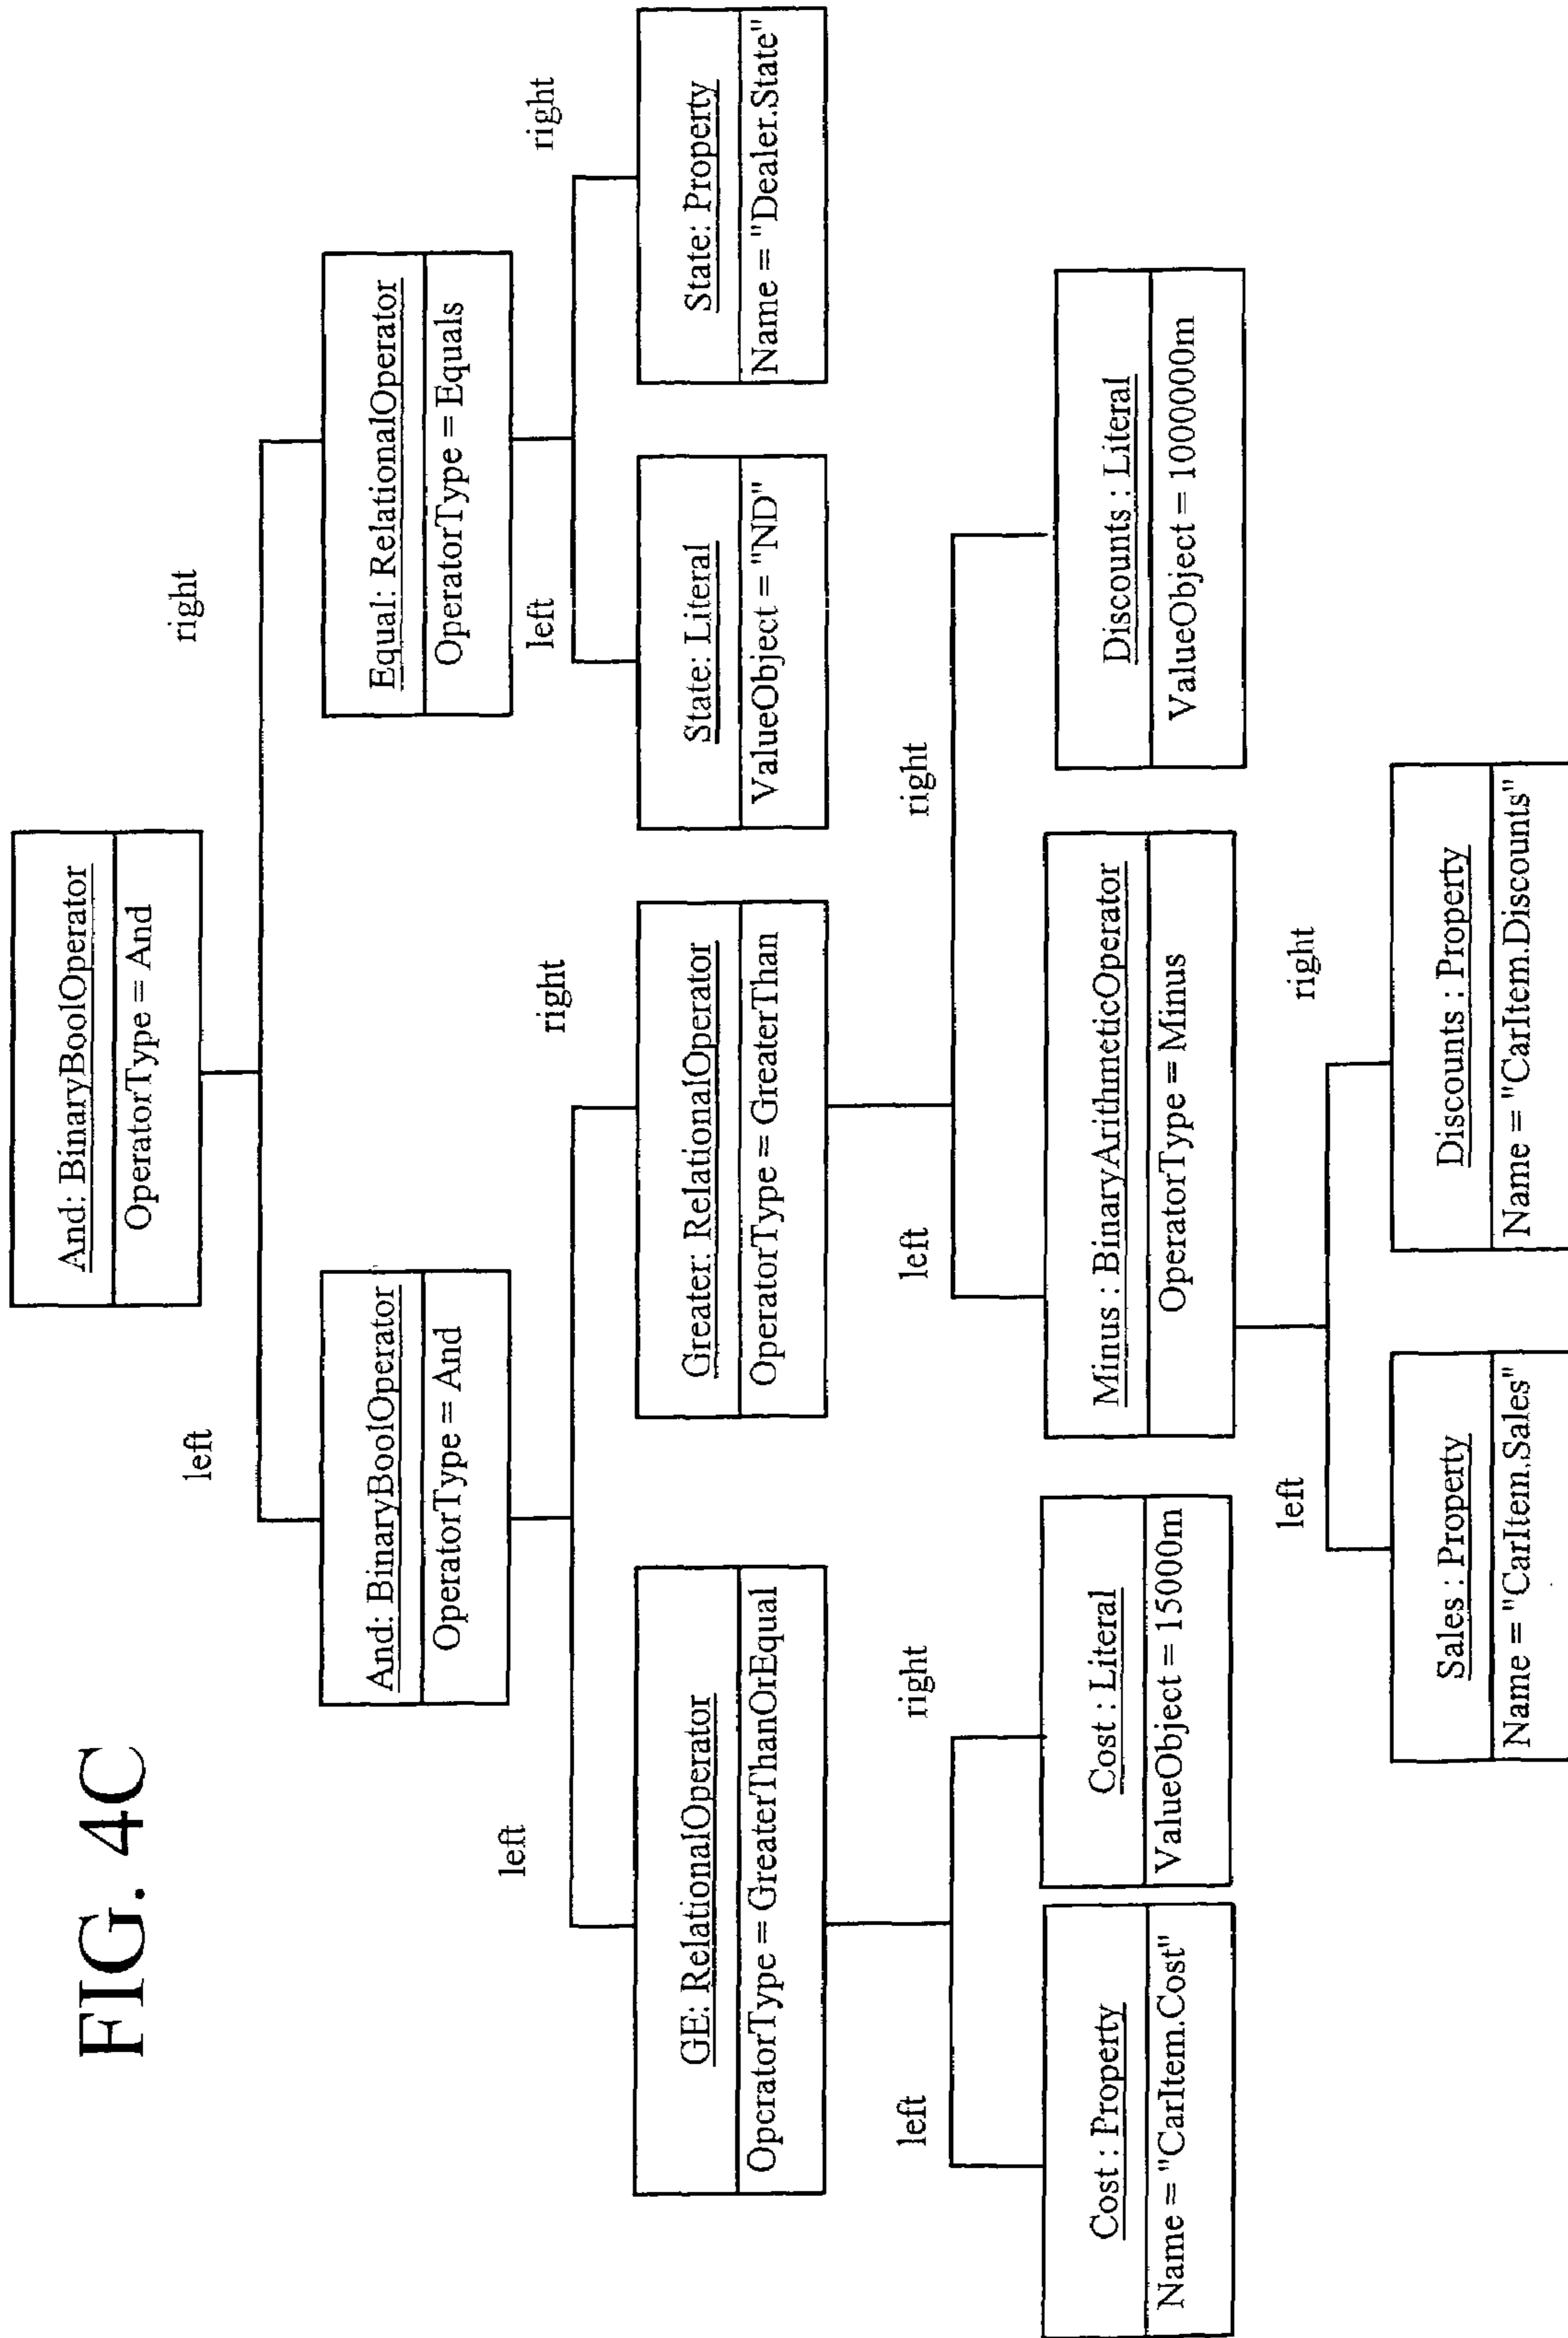 FIG. 4C
And: BinaryBoolOperator
OperatorType = And
left
right
And: BinaryBoolOperator
OperatorType = And
Equal: RelationalOperator
OperatorType = Equals
left
right
left
right
GE: RelationalOperator
OperatorType = GreaterThanOrEqual
Greater: RelationalOperator
OperatorType = GreaterThan
State: Literal
ValueObject = "ND"
State: Property
Name = "Dealer.State"
left
right
left
right
Cost : Property
Name = "CarItem.Cost"
Cost : Literal
ValueObject = 15000m
Minus : BinaryArithmeticOperator
OperatorType = Minus
Discounts : Literal
ValueObject = 1000000m
left
right
Sales : Property
Name = "CarItem.Sales"
Discounts : Property
Name = "CarItem.Discounts"